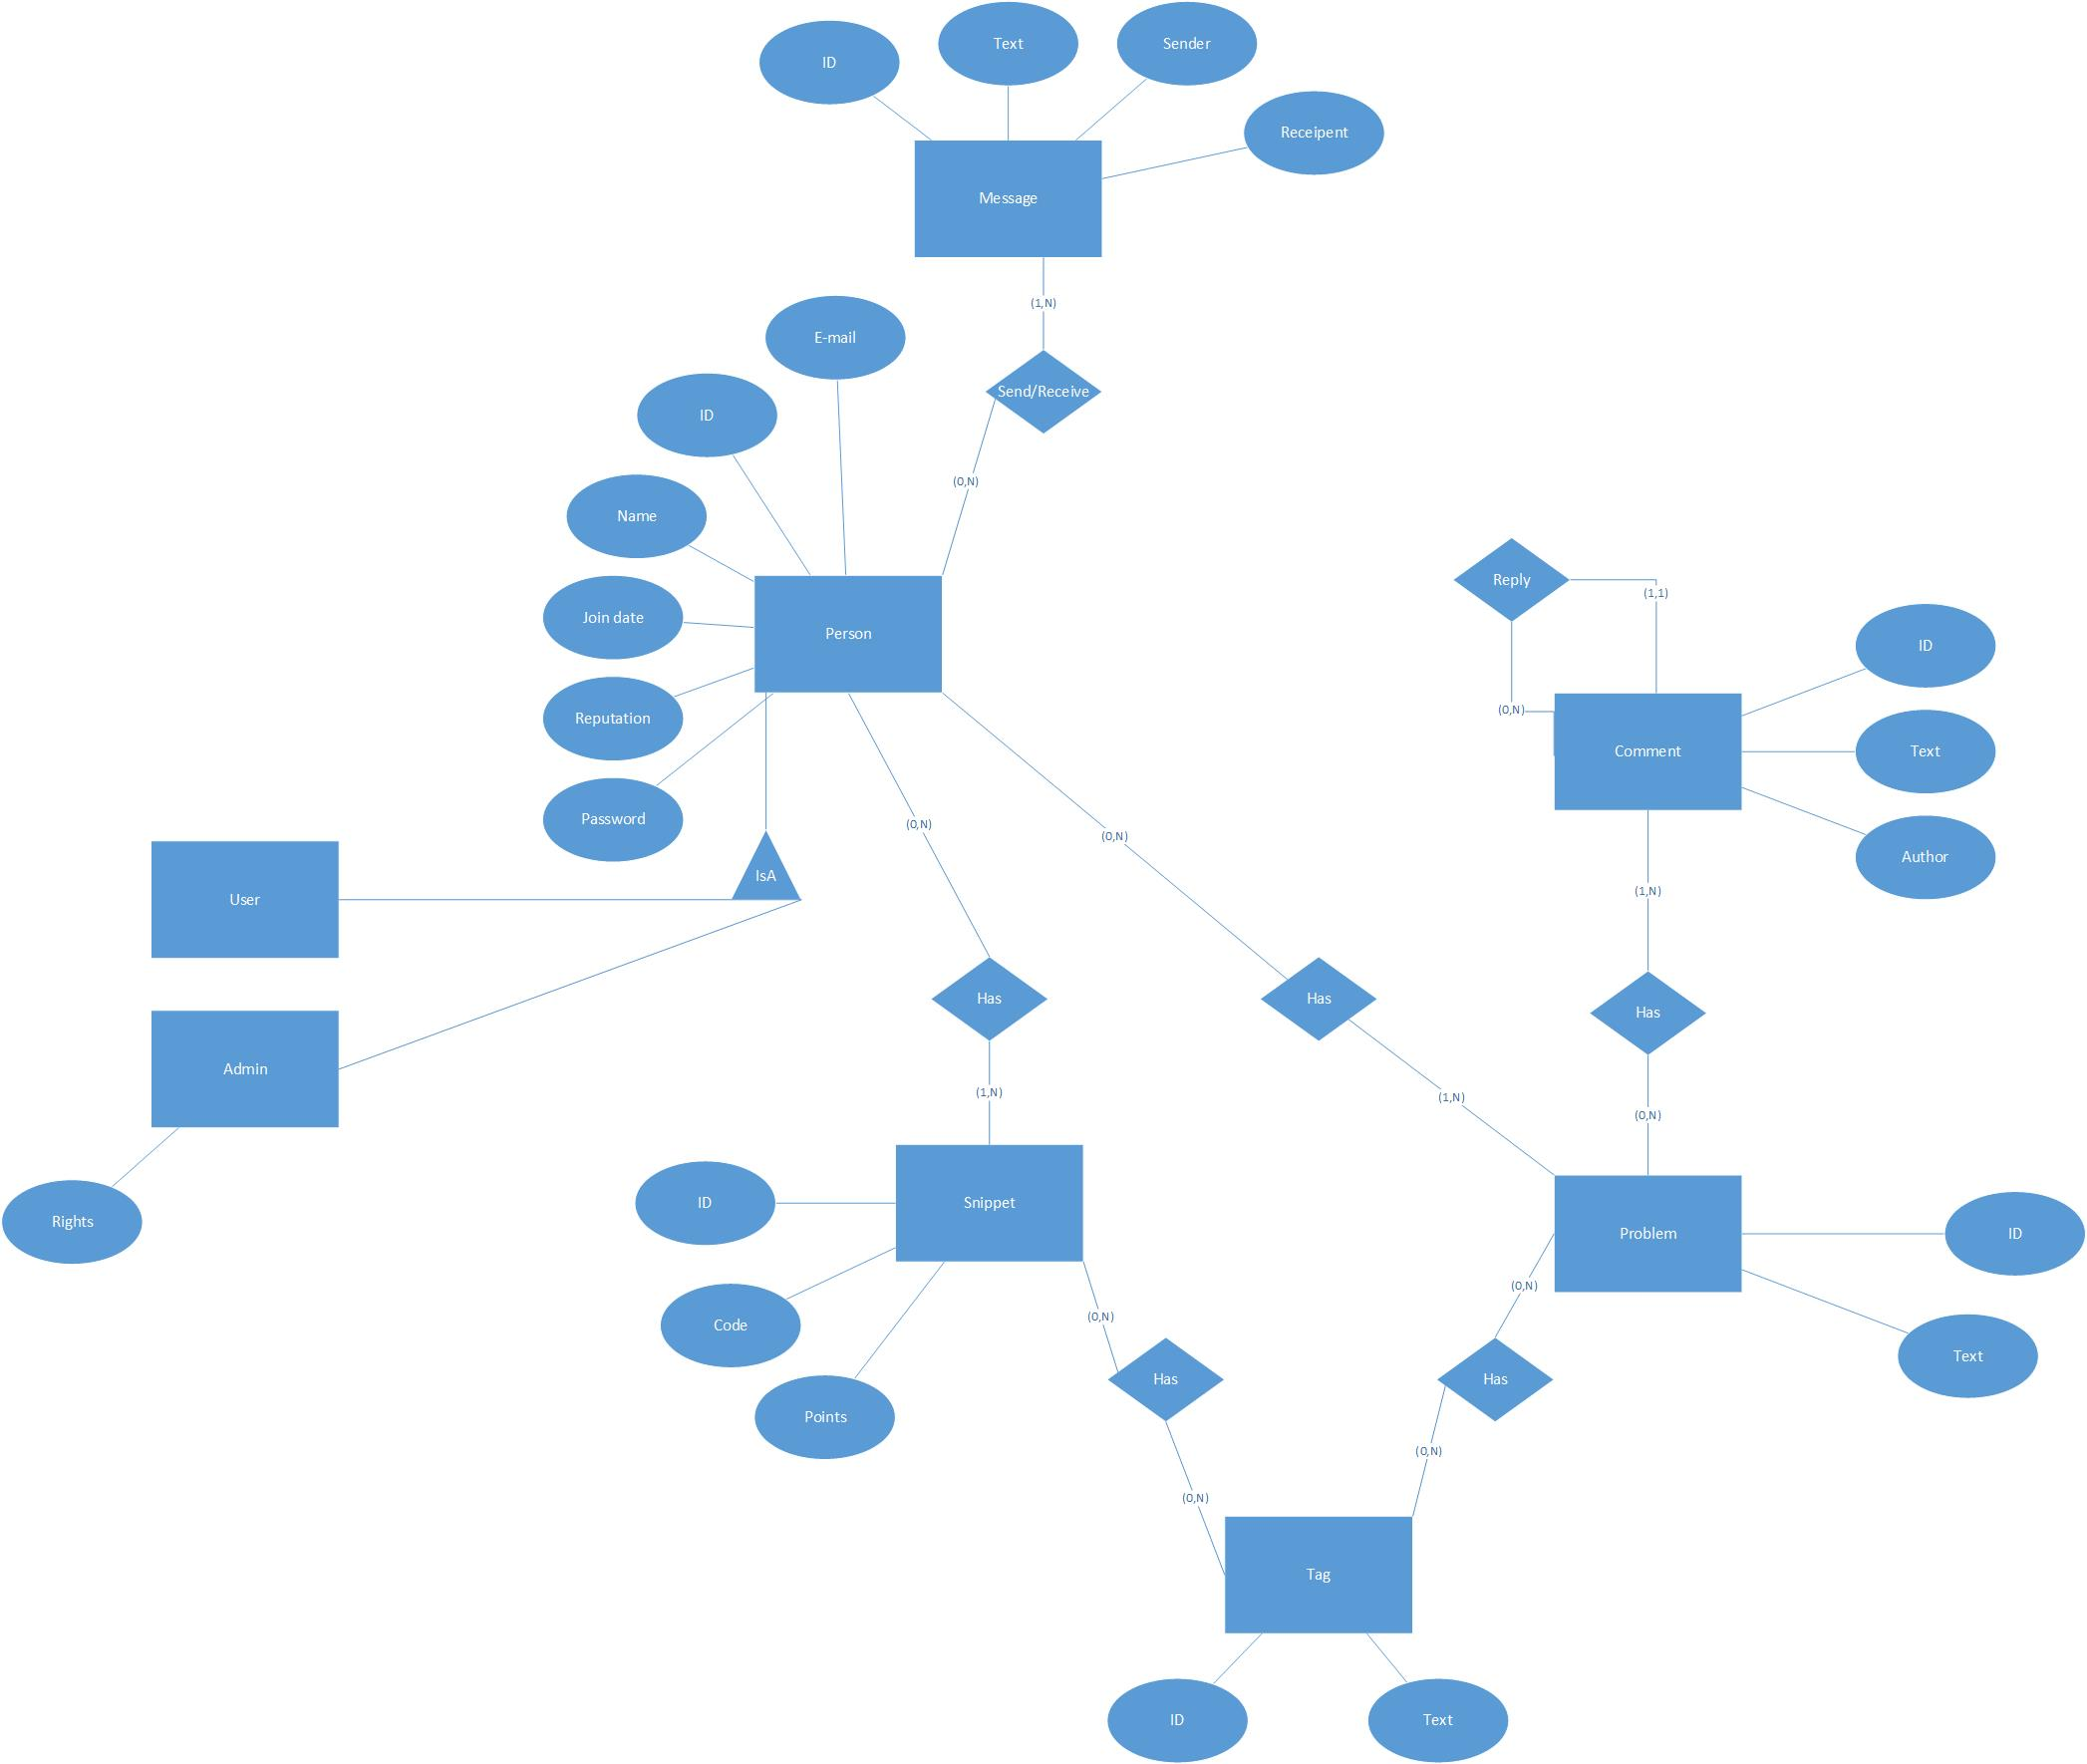 ID
Text
Sender
Receipent
Message
(1,N)
E-mail
Send/Receive
ID
(0,N)
Name
Reply
(1,1)
Join date
Person
ID
Reputation
(0,N)
Comment
Text
Password
(0,N)
(0,N)
Author
IsA
User
(1,N)
Has
Has
Has
Admin
(1,N)
(1,N)
(0,N)
ID
Snippet
Rights
Problem
ID
(0,N)
(0,N)
Code
Text
Has
Has
Points
(0,N)
(0,N)
Tag
ID
Text